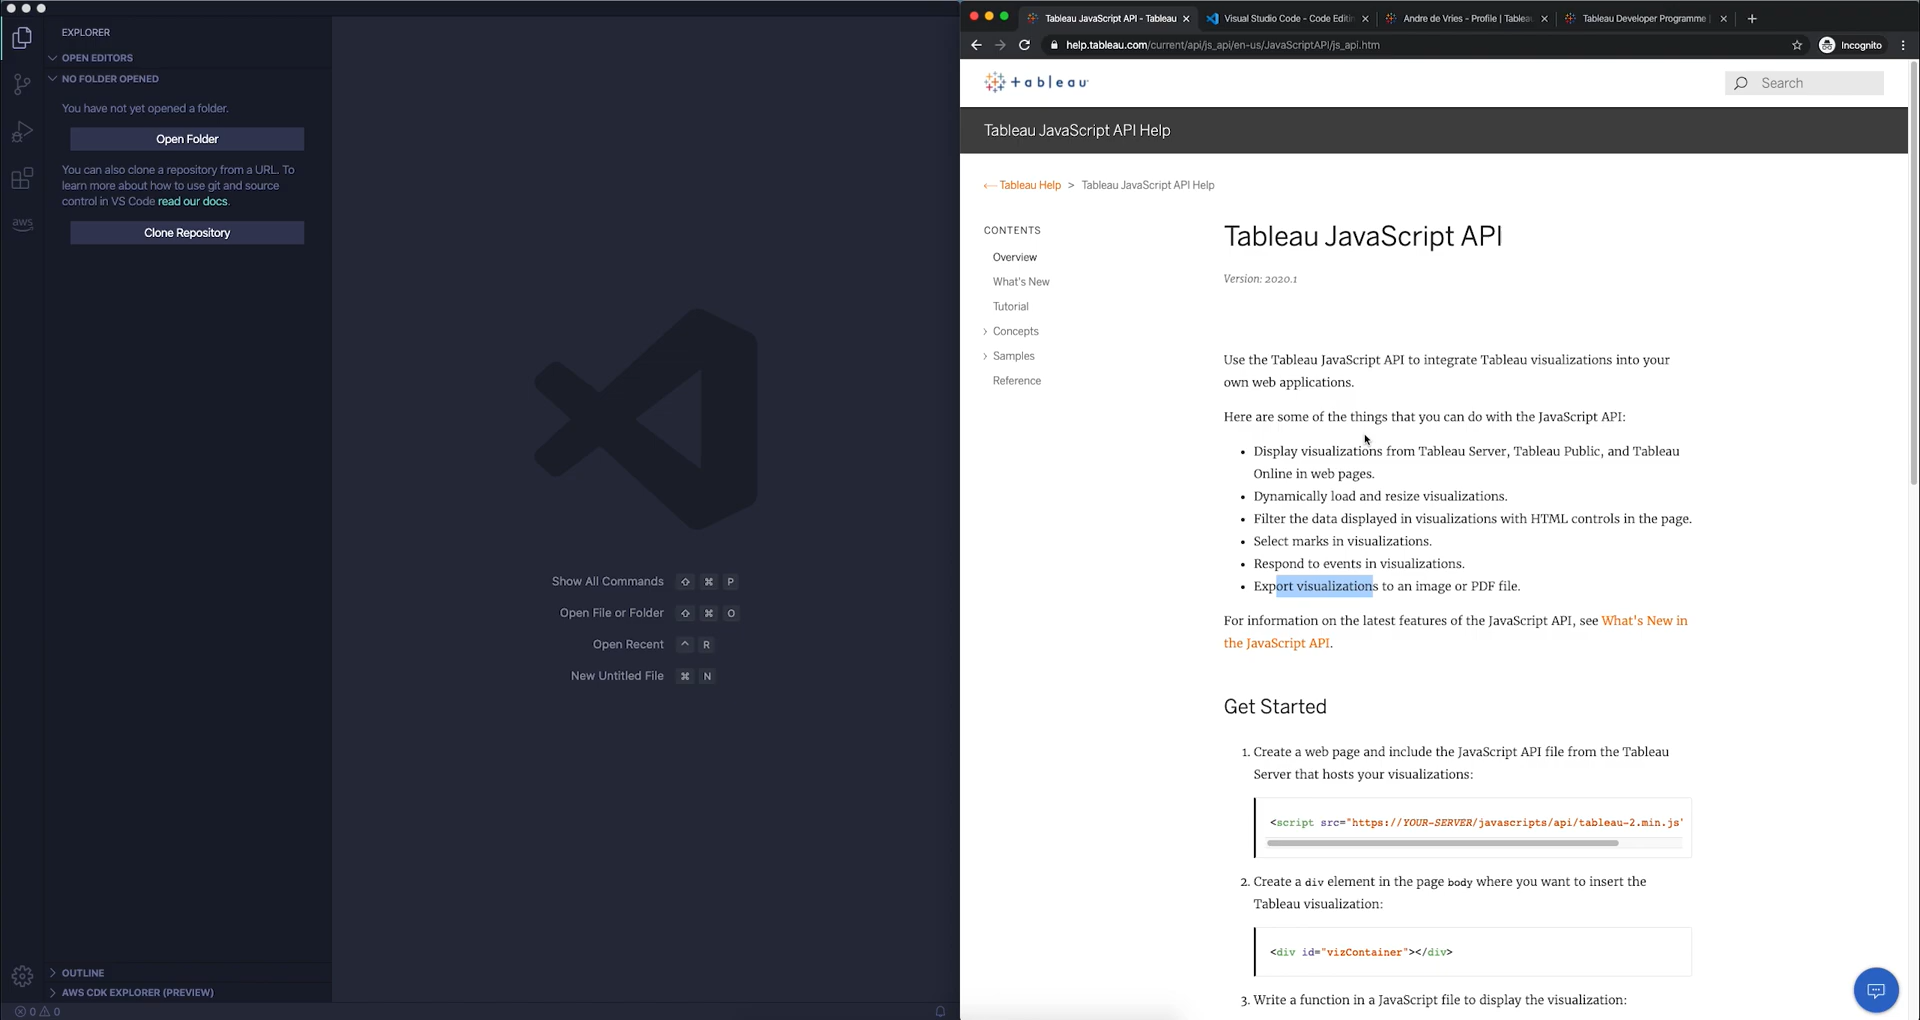 EXPLORER
OPEN EDITORS
NO FOLDER OPENED
You have not yet opened a folder.
Open Folder
You can also clone a repository from a URL. To
learn more about how to use git and source
control in VS Code read our docs.
Clone Repository
aws
Show All Commands ⇧ ⌘ P
Open File or Folder ⇧ ⌘ O
Open Recent ^ R
New Untitled File ⌘ N
OUTLINE
AWS CDK EXPLORER (PREVIEW)
0 0
Tableau JavaScript API - Tableau
Visual Studio Code - Code Editin
Andre de Vries - Profile | Tableau
Tableau Developer Programme |
help.tableau.com/current/api/js_api/en-us/JavaScriptAPI/js_api.htm
Incognito
+ a b l e a u
Search
Tableau JavaScript API Help
Tableau Help > Tableau JavaScript API Help
CONTENTS
Overview
What's New
Tutorial
Concepts
Samples
Reference
Tableau JavaScript API
Version: 2020.1
Use the Tableau JavaScript API to integrate Tableau visualizations into your
own web applications.
Here are some of the things that you can do with the JavaScript API:
• Display visualizations from Tableau Server, Tableau Public, and Tableau
Online in web pages.
• Dynamically load and resize visualizations.
• Filter the data displayed in visualizations with HTML controls in the page.
• Select marks in visualizations.
• Respond to events in visualizations.
• Export visualizations to an image or PDF file.
For information on the latest features of the JavaScript API, see What's New in
the JavaScript API.
Get Started
1. Create a web page and include the JavaScript API file from the Tableau
Server that hosts your visualizations:
<script src="https://YOUR-SERVER/javascripts/api/tableau-2.min.js"
2. Create a div element in the page body where you want to insert the
Tableau visualization:
<div id="vizContainer"></div>
3. Write a function in a JavaScript file to display the visualization: